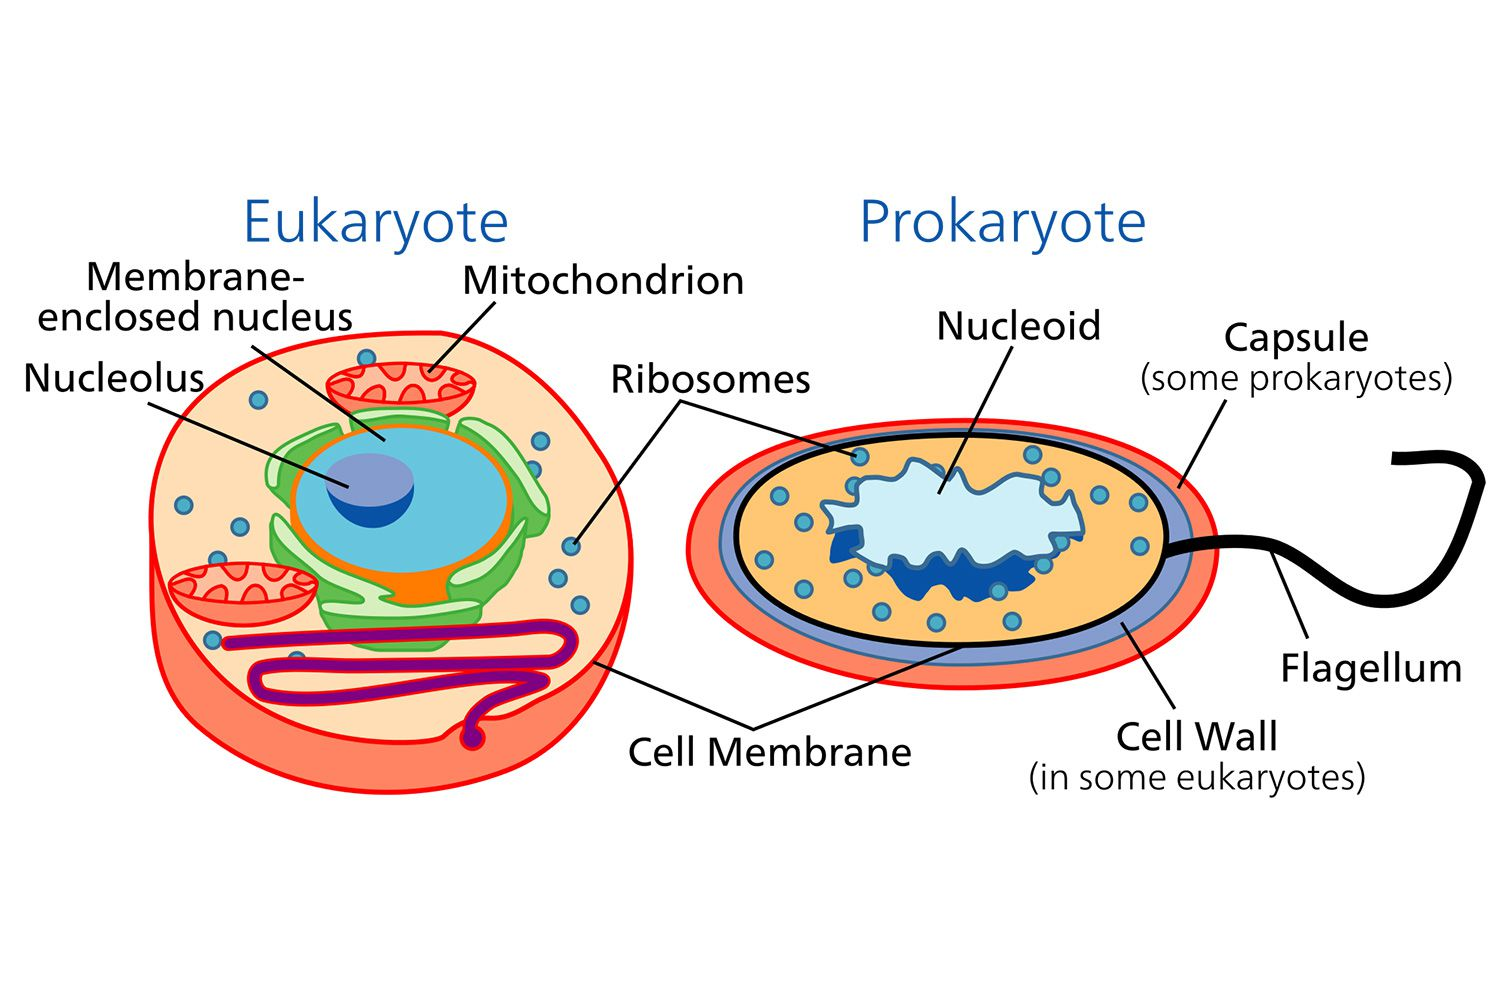 Eukaryote
Membrane-
enclosed nucleus
Nucleolus
Mitochondrion
Ribosomes
Cell Membrane
Prokaryote
Nucleoid
Capsule
(some prokaryotes)
Flagellum
Cell Wall
(in some eukaryotes)